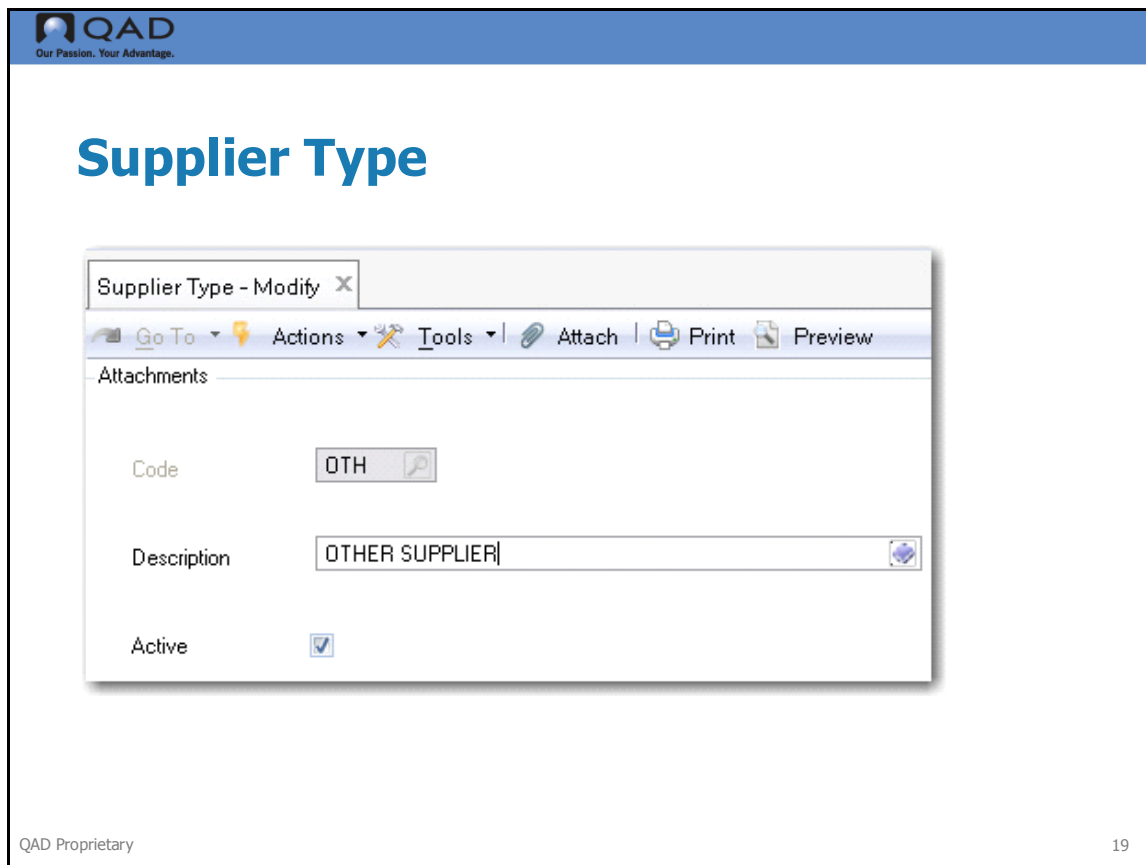 QAD
Our Passion. Your Advantage.
Supplier Type
Supplier Type - Modify X
Go To Actions Tools Attach Print Preview
Attachments
Code OTH
Description OTHER SUPPLIER
Active
QAD Proprietary 19